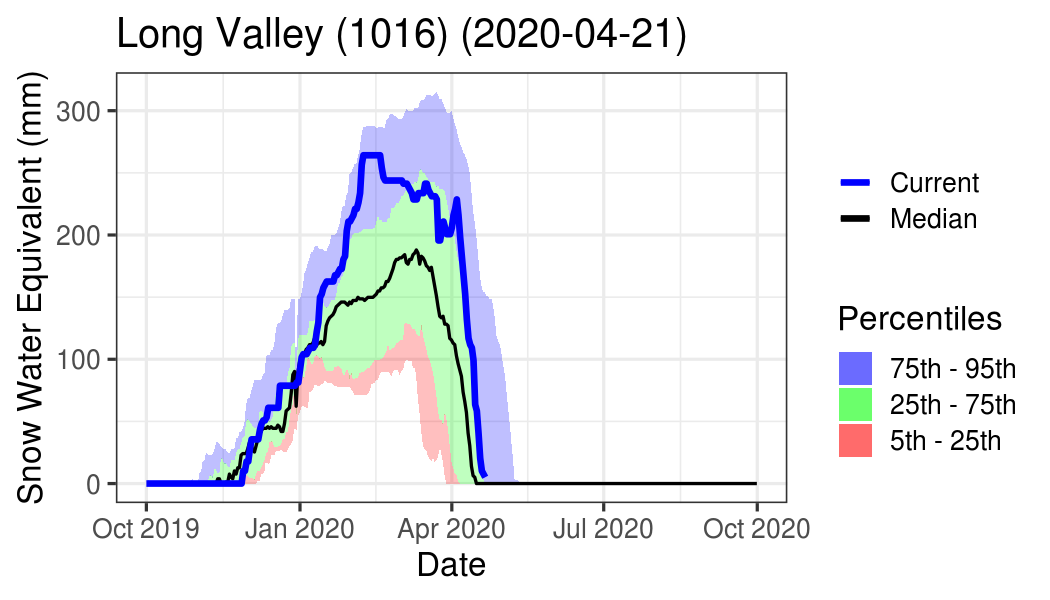 Long Valley (1016) (2020-04-21)
Snow Water Equivalent (mm)
300
200
100
0
Oct 2019 Jan 2020 Apr 2020 Jul 2020 Oct 2020
Date
Current
Median
Percentiles
75th - 95th
25th - 75th
5th - 25th